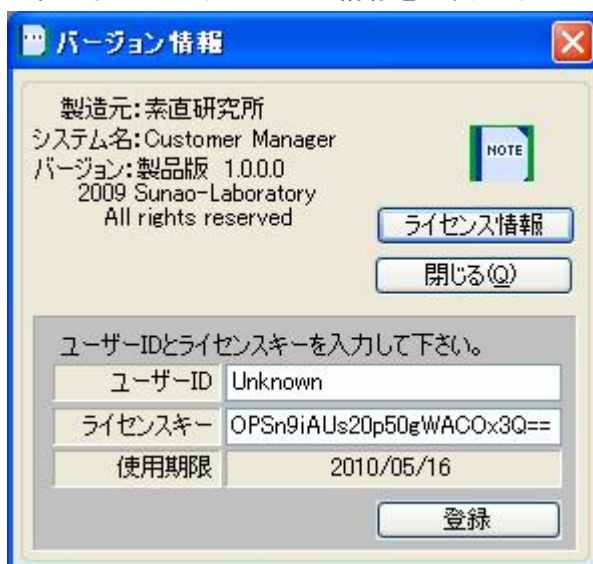 バージョン情報
製造元:素直研究所
システム名:Customer Manager
バージョン:製品版 1.0.0.0
2009 Sunao-Laboratory
All rights reserved
NOTE
ライセンス情報
閉じる(Q)
ユーザーIDとライセンスキーを入力して下さい。
ユーザーID Unknown
ライセンスキー OPSn9iAUs20p50gWACOx3Q==
使用期限 2010/05/16
登録